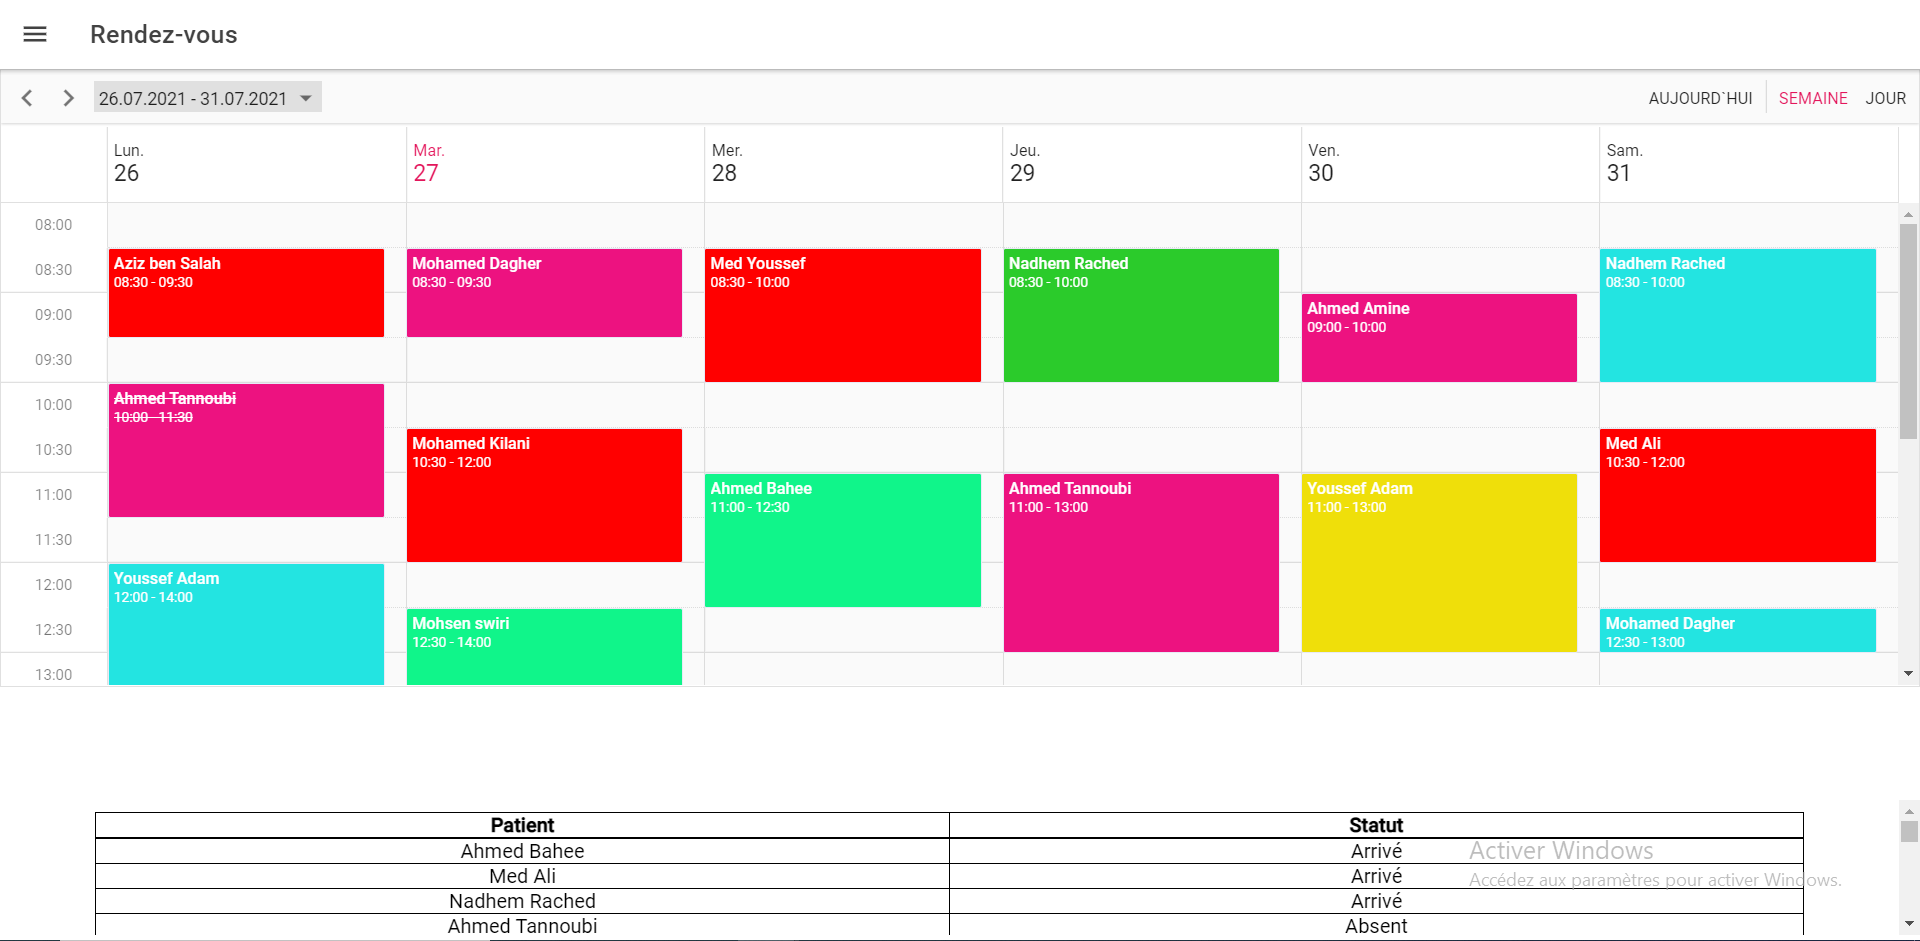 Rendez-vous
26.07.2021 - 31.07.2021
AUJOURD`HUI SEMAINE JOUR
Lun. Mar. Mer. Jeu. Ven. Sam.
26 27 28 29 30 31
08:00
08:30
09:00
09:30
10:00
10:30
11:00
11:30
12:00
12:30
13:00
Aziz ben Salah
08:30 - 09:30
Ahmed Tannoubi
10:00 - 11:30
Youssef Adam
12:00 - 14:00
Mohamed Dagher
08:30 - 09:30
Mohamed Kilani
10:30 - 12:00
Mohsen swiri
12:30 - 14:00
Med Youssef
08:30 - 10:00
Ahmed Bahee
11:00 - 12:30
Nadhem Rached
08:30 - 10:00
Ahmed Tannoubi
11:00 - 13:00
Ahmed Amine
09:00 - 10:00
Youssef Adam
11:00 - 13:00
Nadhem Rached
08:30 - 10:00
Med Ali
10:30 - 12:00
Mohamed Dagher
12:30 - 13:00
Patient Statut
Ahmed Bahee Arrivé
Med Ali Arrivé
Nadhem Rached Arrivé
Ahmed Tannoubi Absent
Activer Windows
Accédez aux paramètres pour activer Windows.